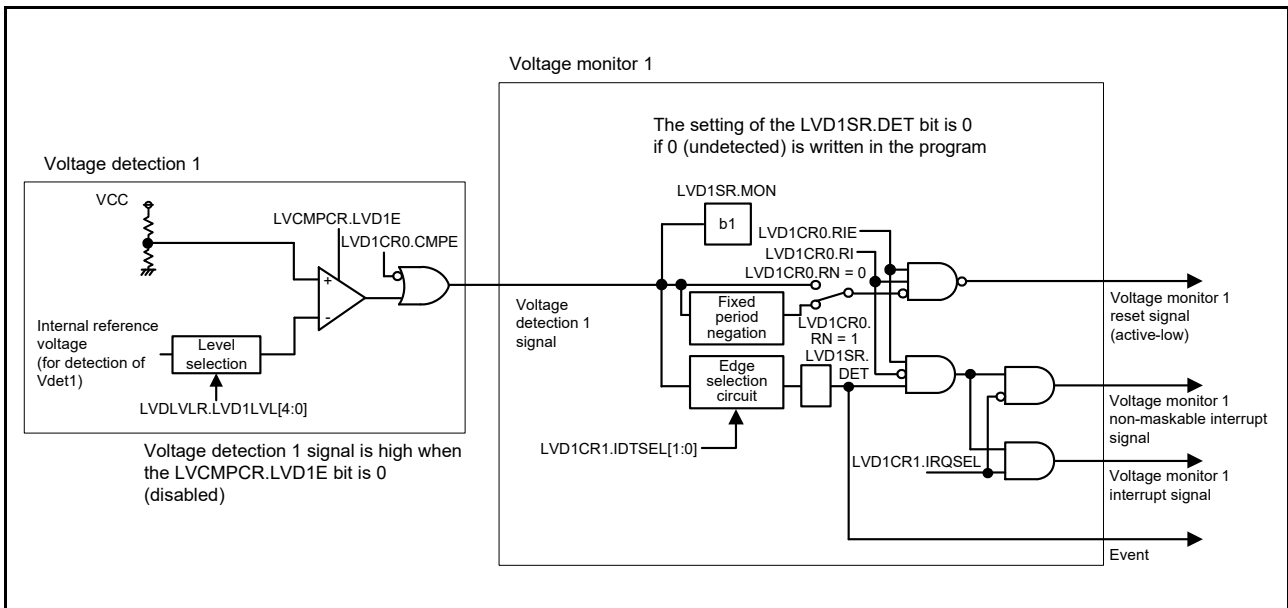 Voltage monitor 1
The setting of the LVD1SR.DET bit is 0
if 0 (undetected) is written in the program
Voltage detection 1
VCC
LVCMPCR.LVD1E
LVD1CR0.CMPE
+
-
Internal reference
voltage
(for detection of
Vdet1)
Level
selection
LVDLVLR.LVD1LVL[4:0]
Voltage detection 1 signal is high when
the LVCMPCR.LVD1E bit is 0
(disabled)
Voltage
detection 1
signal
LVD1SR.MON
b1
LVD1CR0.RIE
LVD1CR0.RI
LVD1CR0.RN = 0
Fixed
period
negation
LVD1CR0.
RN = 1
LVD1SR.
DET
Edge
selection
circuit
LVD1CR1.IDTSEL[1:0]
LVD1CR1.IRQSEL
Voltage monitor 1
reset signal
(active-low)
Voltage monitor 1
non-maskable interrupt
signal
Voltage monitor 1
interrupt signal
Event